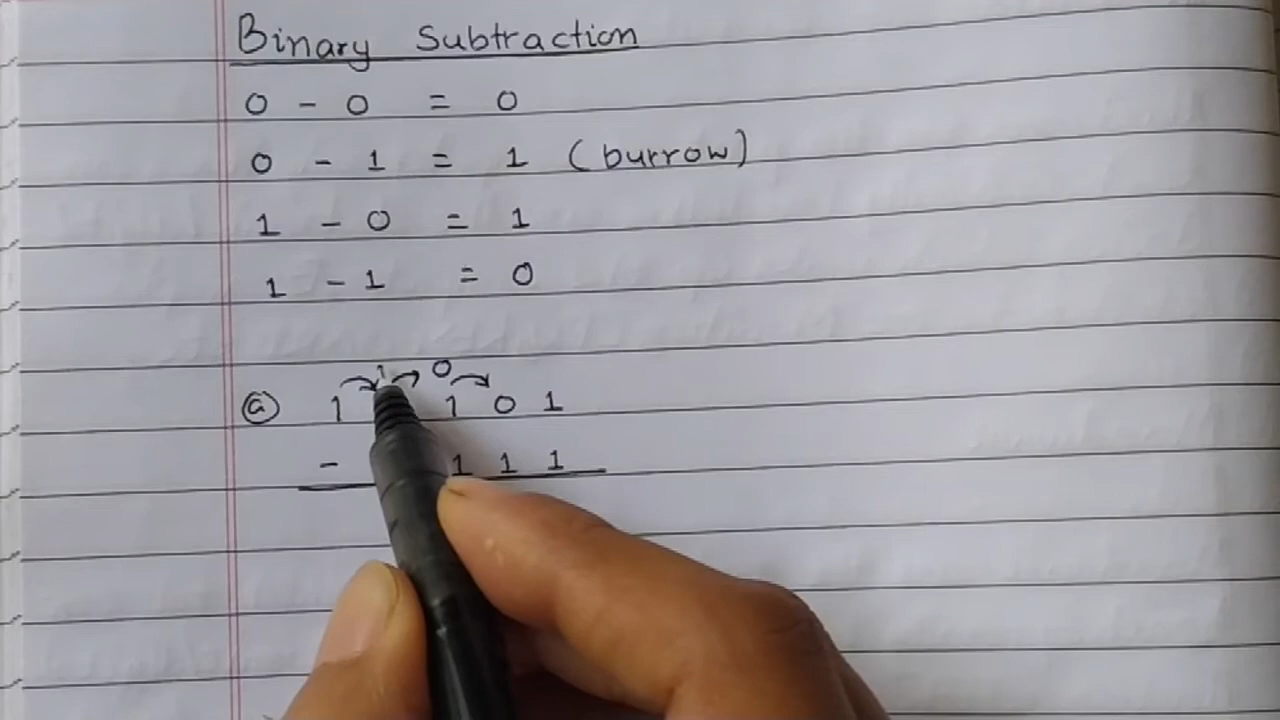 Binary Subtraction
0 - 0 = 0
0 - 1 = 1 (burrow)
1 - 0 = 1
1 - 1 = 0
1 0
(a) 1 1 0 1
- 1 1 1